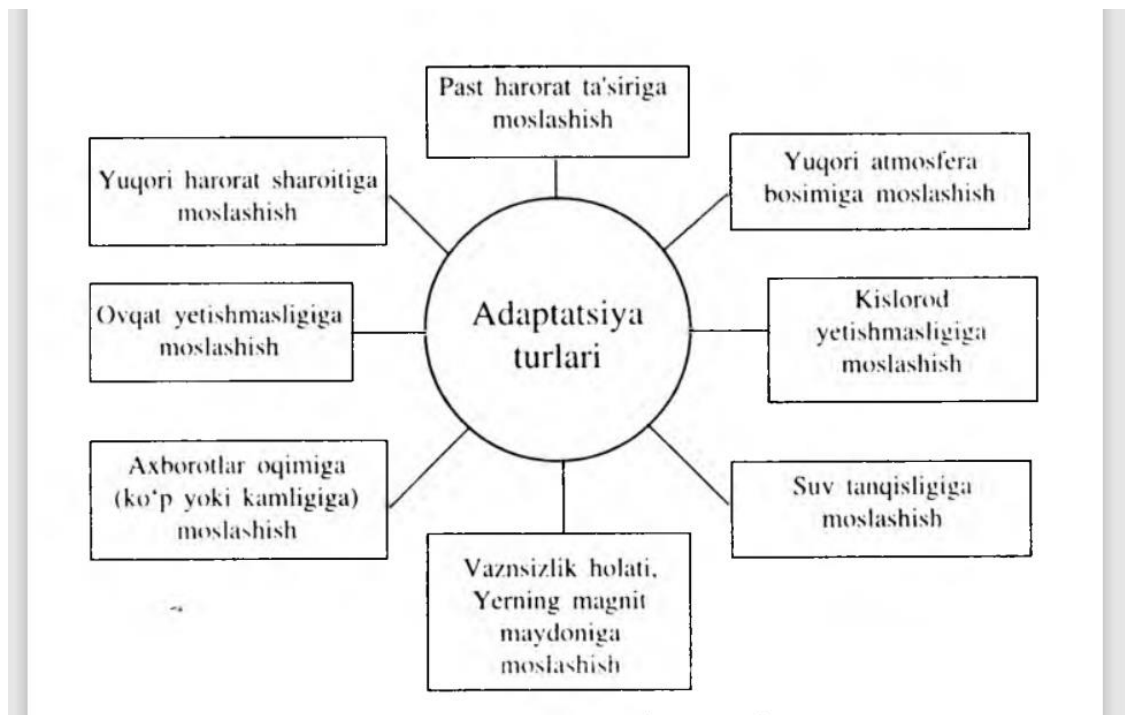 Past harorat ta'siriga
moslashish
Yuqori harorat sharoitiga
moslashish
Yuqori atmosfera
bosimiga moslashish
Ovqat yetishmasligiga
moslashish
Adaptatsiya
turlari
Kislorod
yetishmasligiga
moslashish
Axborotlar oqimiga
(ko‘p yoki kamligiga)
moslashish
Suv tanqisligiga
moslashish
Vaznsizlik holati,
Yerning magnit
maydoniga
moslashish